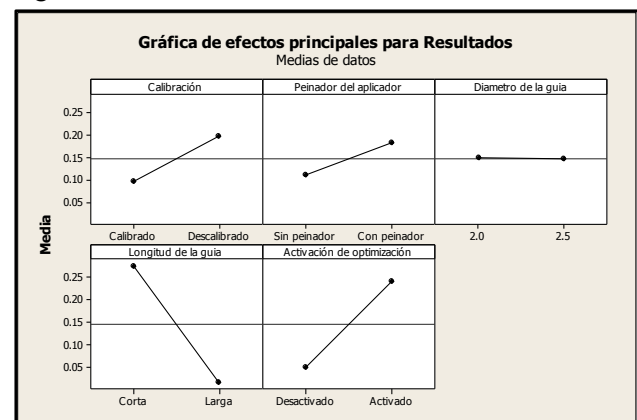 Gráfica de efectos principales para Resultados
Medias de datos
Calibración
Peinador del aplicador
Diametro de la guia
0.25
0.20
0.15
0.10
0.05
Calibrado
Descalibrado
Sin peinador
Con peinador
2.0
2.5
Media
Longitud de la guia
Activación de optimización
0.25
0.20
0.15
0.10
0.05
Corta
Larga
Desactivado
Activado